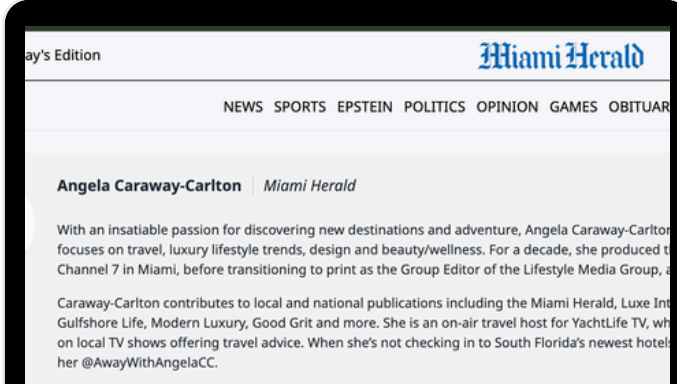 ay's Edition
Miami Herald
NEWS SPORTS EPSTEIN POLITICS OPINION GAMES OBITUAR
Angela Caraway-Carlton Miami Herald
With an insatiable passion for discovering new destinations and adventure, Angela Caraway-Carlton
focuses on travel, luxury lifestyle trends, design and beauty/wellness. For a decade, she produced t
Channel 7 in Miami, before transitioning to print as the Group Editor of the Lifestyle Media Group, a
Caraway-Carlton contributes to local and national publications including the Miami Herald, Luxe Int
Gulfshore Life, Modern Luxury, Good Grit and more. She is an on-air travel host for YachtLife TV, wh
on local TV shows offering travel advice. When she’s not checking in to South Florida’s newest hotels
her @AwayWithAngelaCC.